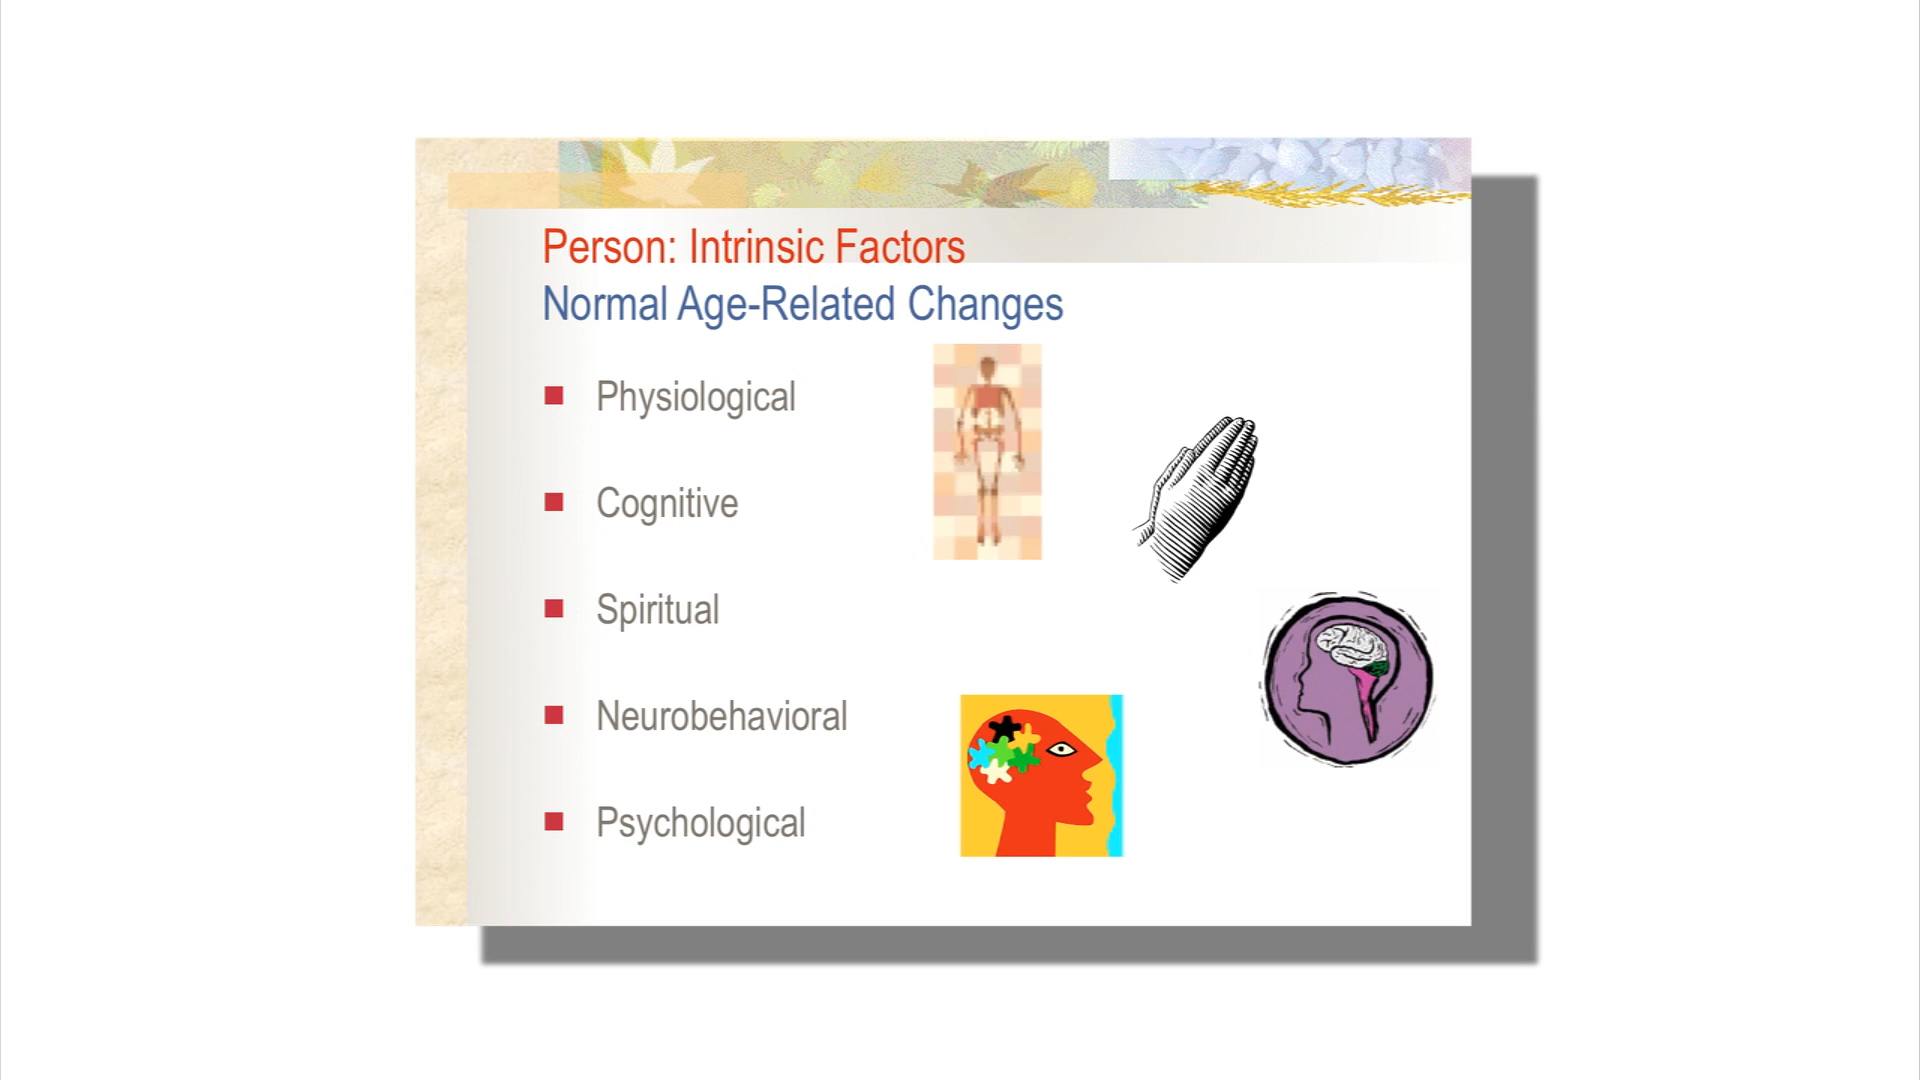 Person: Intrinsic Factors
Normal Age-Related Changes
Physiological
Cognitive
Spiritual
Neurobehavioral
Psychological